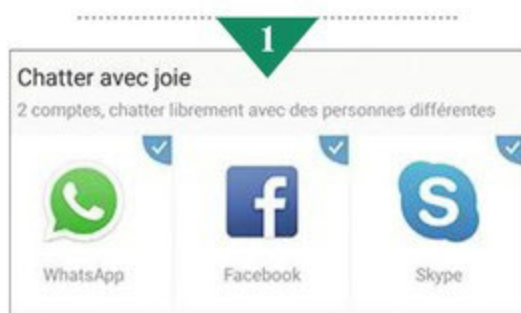 1
Chatter avec joie
2 comptes, chatter librement avec des personnes différentes
WhatsApp Facebook Skype